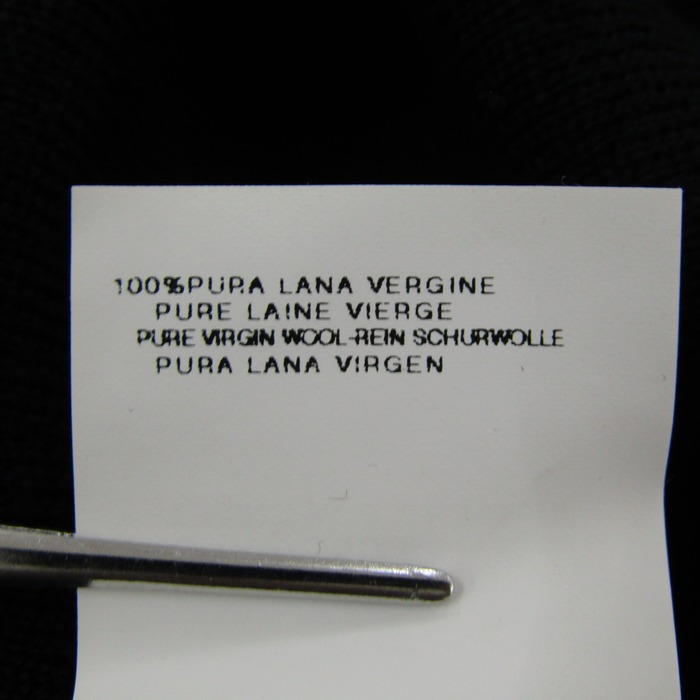 100%PURA LANA VERGINE
PURE LAINE VIERGE
PURE VIRGIN WOOL-REIN SCHURWOLLE
PURA LANA VIRGEN